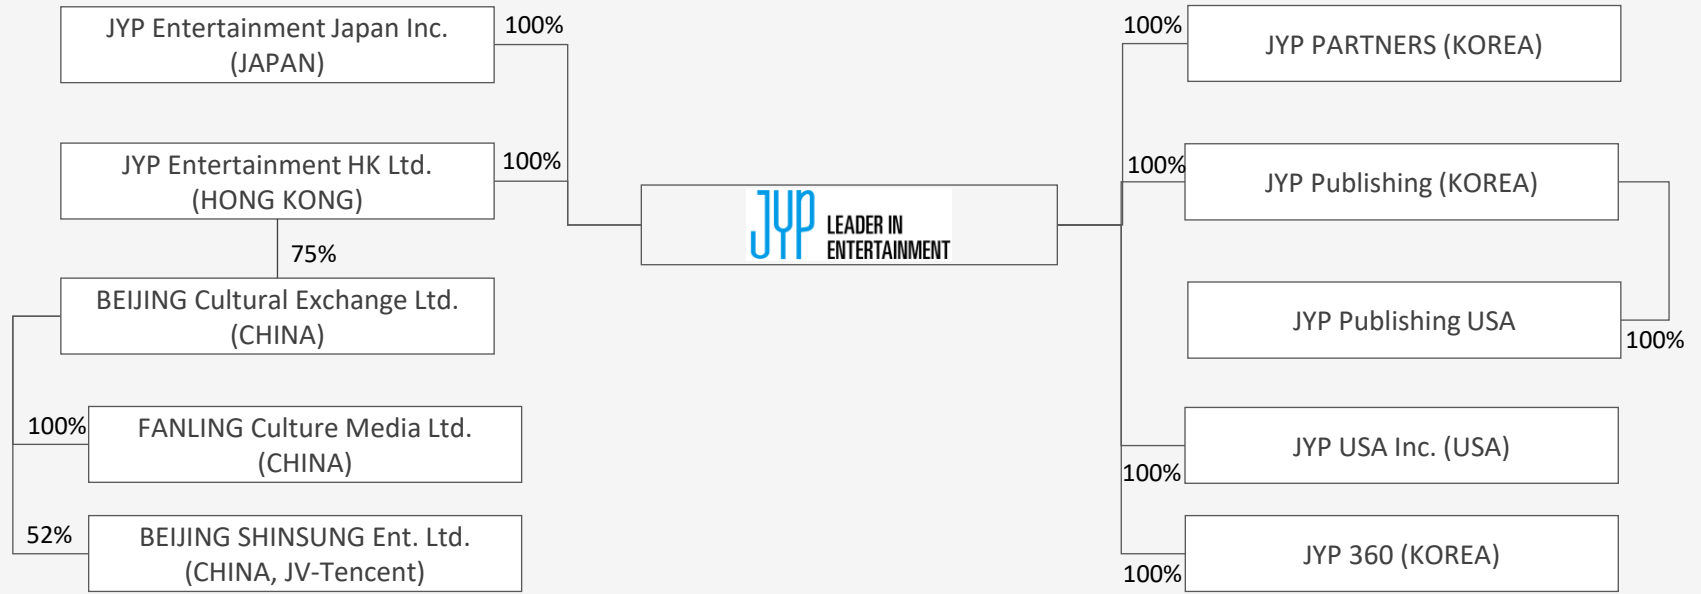 JYP Entertainment Japan Inc.
(JAPAN)
100%
JYP Entertainment HK Ltd.
(HONG KONG)
100%
75%
BEIJING Cultural Exchange Ltd.
(CHINA)
100%
FANLING Culture Media Ltd.
(CHINA)
52%
BEIJING SHINSUNG Ent. Ltd.
(CHINA, JV-Tencent)
JYP LEADER IN
ENTERTAINMENT
100%
JYP PARTNERS (KOREA)
100%
JYP Publishing (KOREA)
JYP Publishing USA
100%
JYP USA Inc. (USA)
100%
JYP 360 (KOREA)
100%